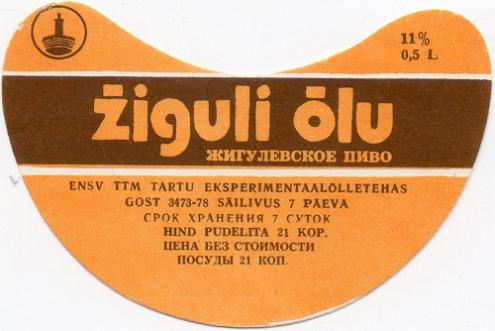 11%
0,5 L
žiguli õlu
ЖИГУЛЕВСКОЕ ПИВО
ENSV TTM TARTU EKSPERIMENTAALÕLLETEHAS
GOST 3473-78 SÄILIVUS 7 PÄEVA
СРОК ХРАНЕНИЯ 7 СУТОК
HIND PUDELITA 21 KOP.
ЦЕНА БЕЗ СТОИМОСТИ
ПОСУДЫ 21 КОП.